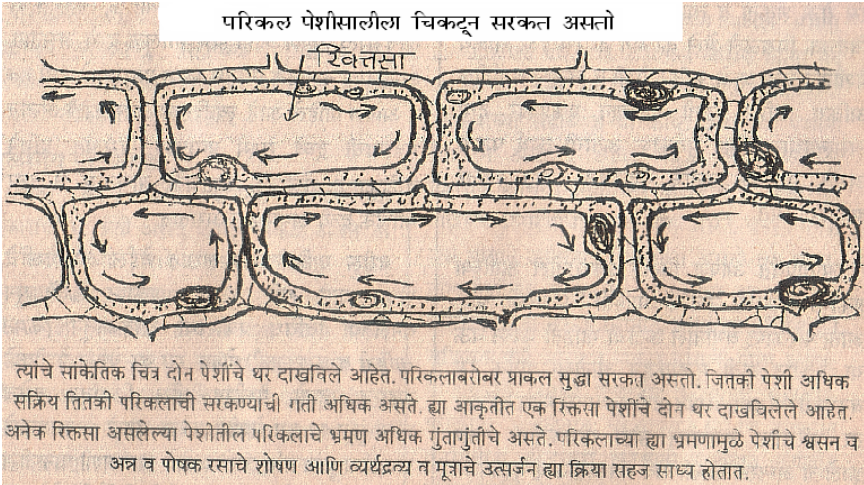 परिकल पेशीसालीला चिकटून सरकत असतो
रिक्तसा
त्यांचे सांकेतिक चित्र दोन पेशींचे थर दाखविले आहेत. परिकलाबरोबर प्राकल सुद्धा सरकत असतो. जितकी पेशी अधिक
सक्रिय तितकी परिकलाची सरकण्याची गती अधिक असते. ह्या आकृतीत एक रिक्तसा पेशींचे दोन थर दाखविलेले आहेत.
अनेक रिक्तसा असलेल्या पेशीतील परिकलाचे भ्रमण अधिक गुंतागुंतीचे असते. परिकलाच्या ह्या भ्रमणामुळे पेशींचे श्वसन व
अन्न व पोषक रसाचे शोषण आणि व्यर्थद्रव्य व मूत्राचे उत्सर्जन ह्या क्रिया सहज साध्य होतात.